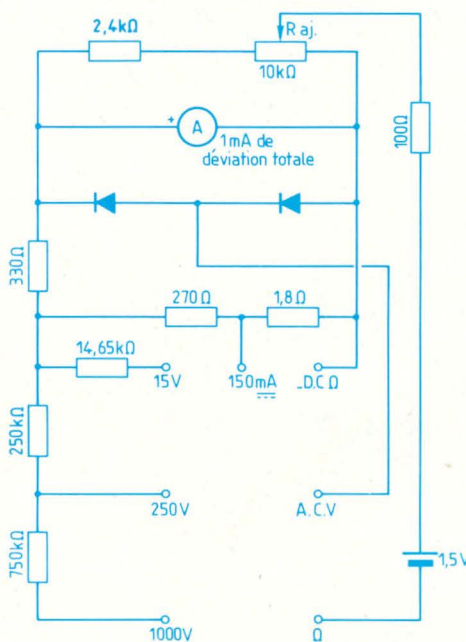 2,4kΩ
R aj.
10kΩ
100Ω
+
A
1mA de
déviation totale
330Ω
270Ω
1,8Ω
14,65kΩ
15V
150mA
_D.C Ω
250kΩ
250V
A.C.V
750kΩ
1,5V
1000V
Ω